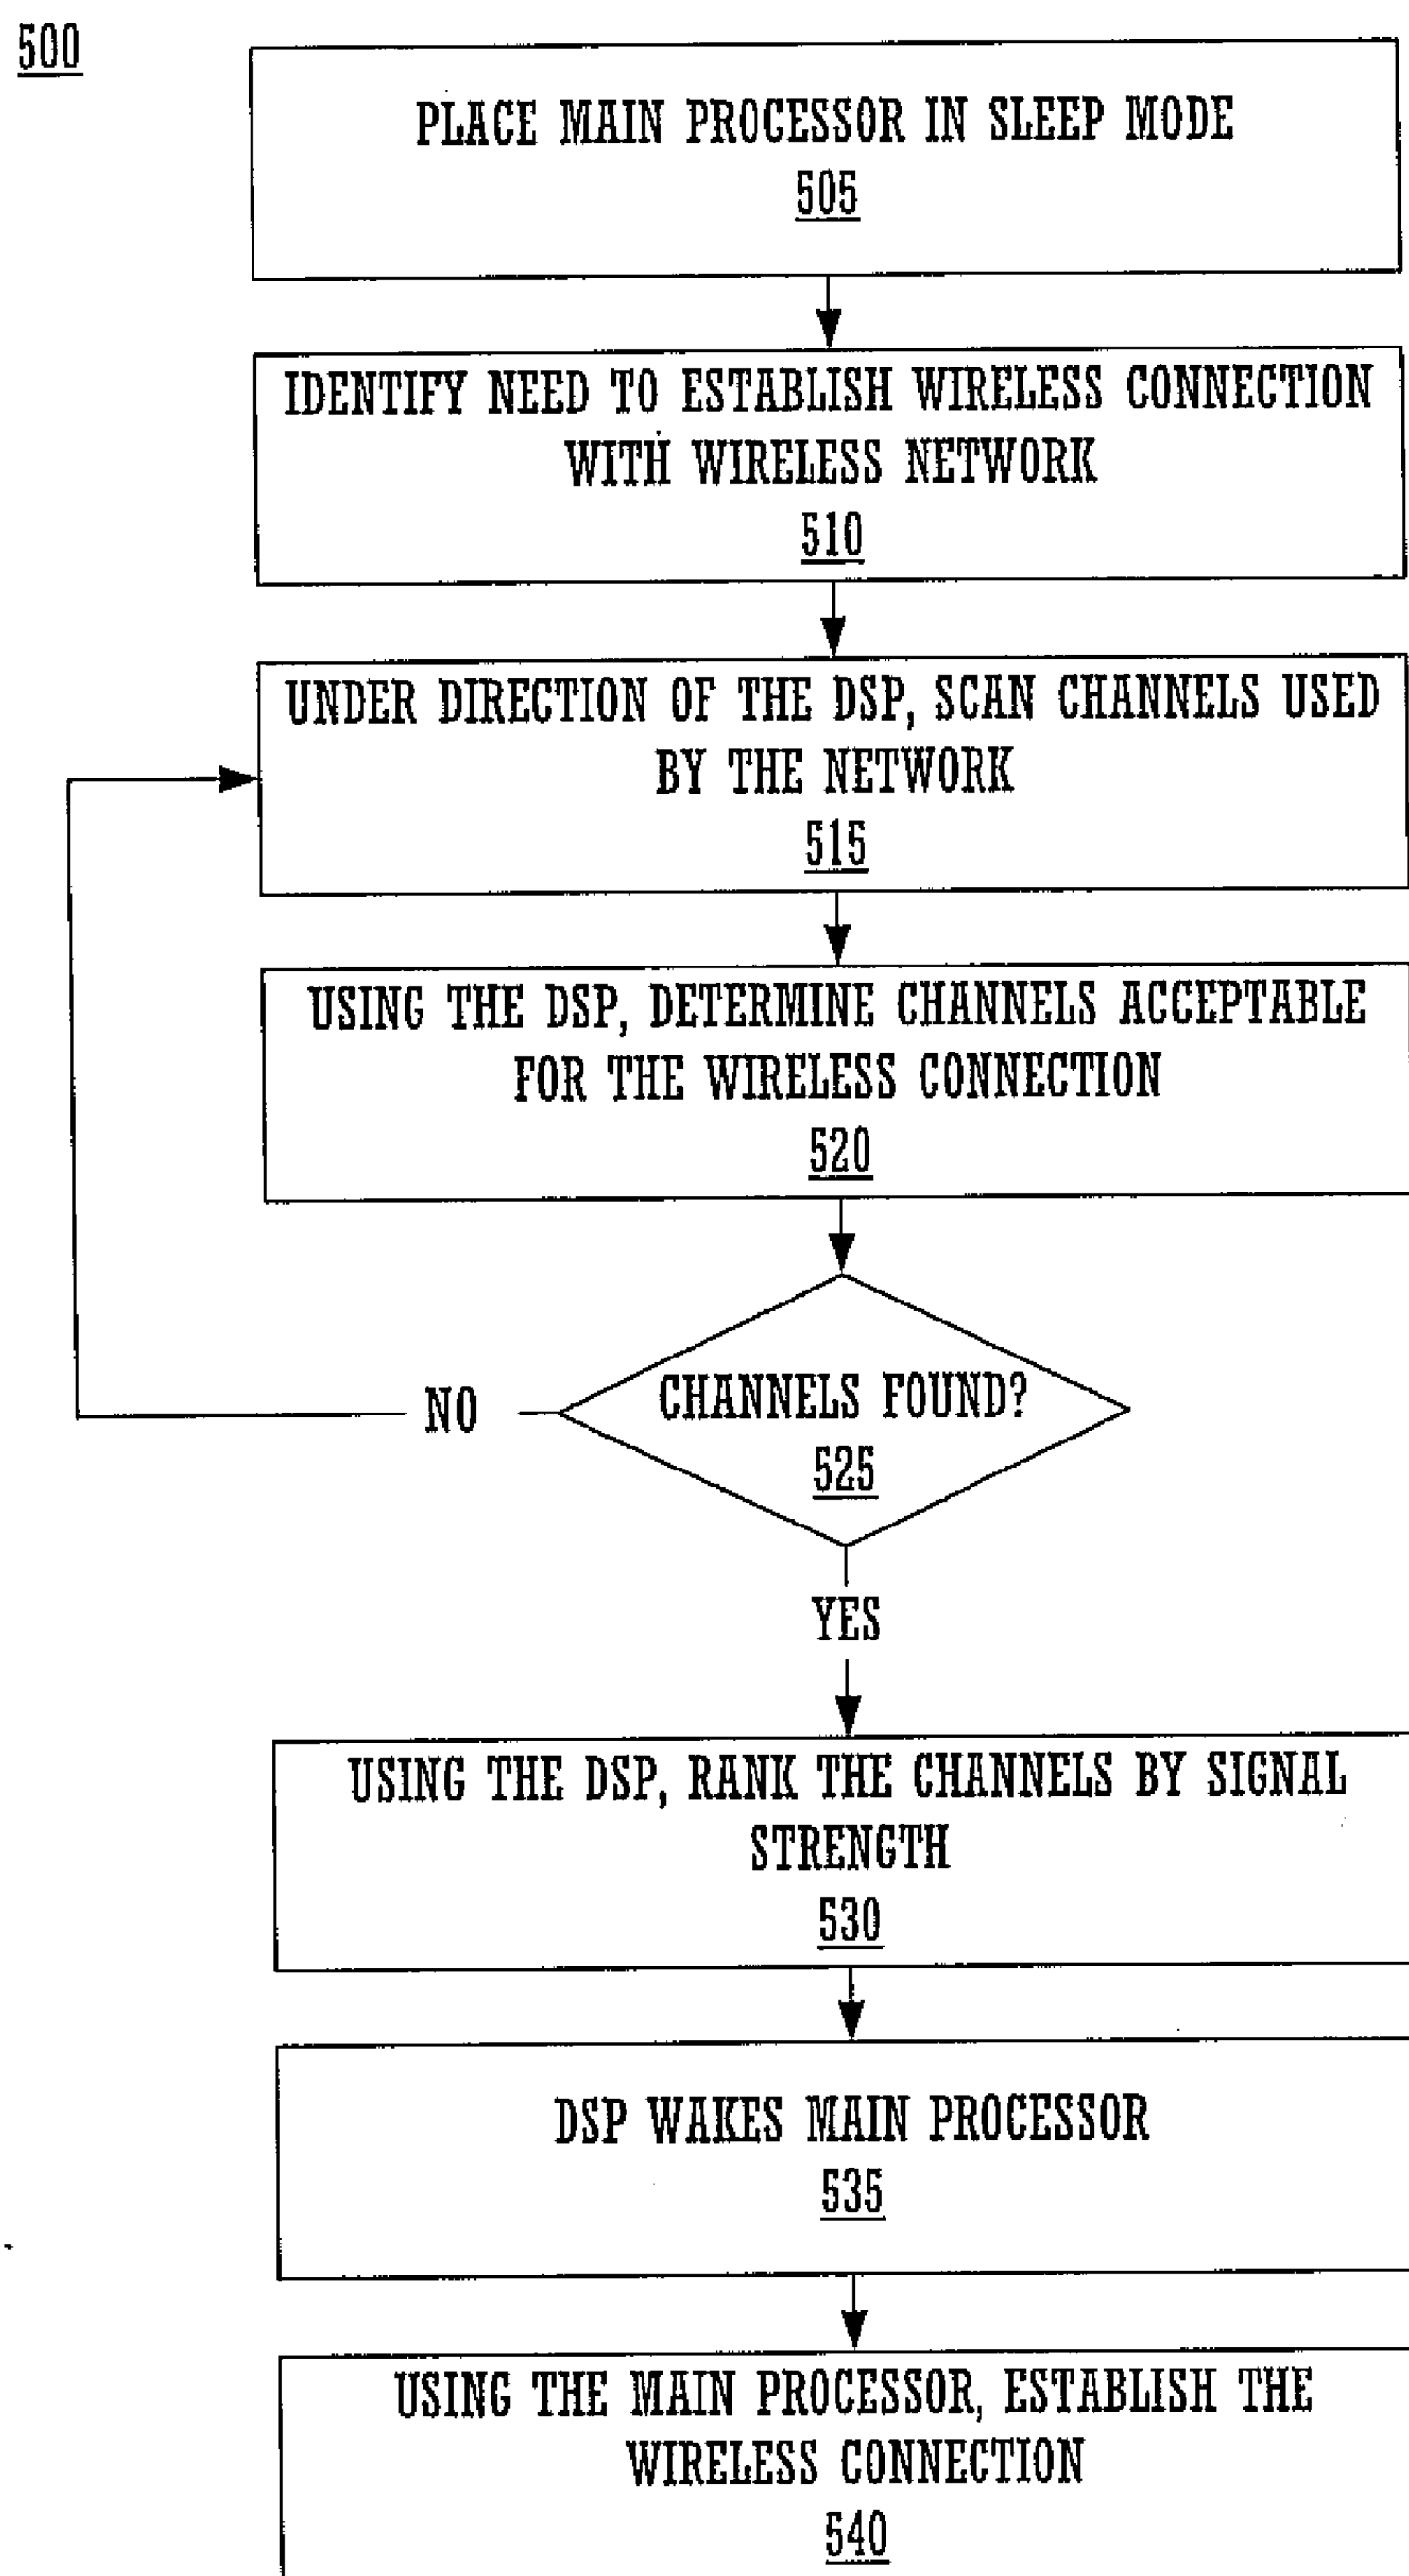 500
PLACE MAIN PROCESSOR IN SLEEP MODE
505
IDENTIFY NEED TO ESTABLISH WIRELESS CONNECTION
WITH WIRELESS NETWORK
510
UNDER DIRECTION OF THE DSP, SCAN CHANNELS USED
BY THE NETWORK
515
USING THE DSP, DETERMINE CHANNELS ACCEPTABLE
FOR THE WIRELESS CONNECTION
520
CHANNELS FOUND?
525
NO
YES
USING THE DSP, RANK THE CHANNELS BY SIGNAL
STRENGTH
530
DSP WAKES MAIN PROCESSOR
535
USING THE MAIN PROCESSOR, ESTABLISH THE
WIRELESS CONNECTION
540